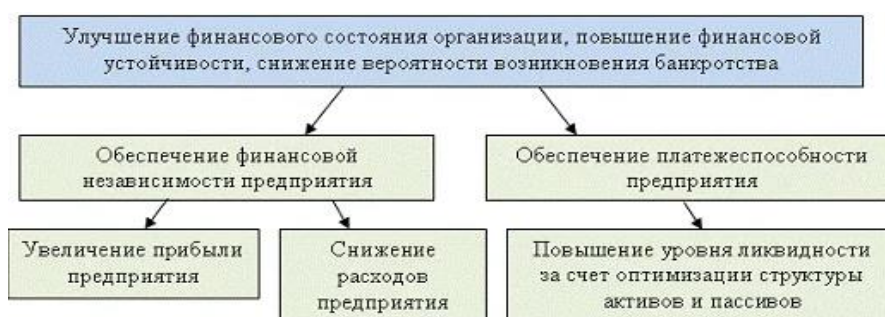 Улучшение финансового состояния организации, повышение финансовой
устойчивости, снижение вероятности возникновения банкротства
Обеспечение финансовой
независимости предприятия
Обеспечение платежеспособности
предприятия
Увеличение прибыли
предприятия
Снижение
расходов
предприятия
Повышение уровня ликвидности
за счет оптимизации структуры
активов и пассивов